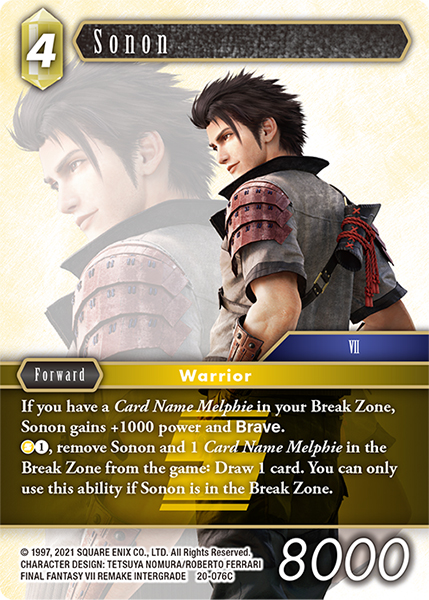 4
Sonon
VII
Forward
Warrior
If you have a Card Name Melphie in your Break Zone,
Sonon gains +1000 power and Brave.
1, remove Sonon and 1 Card Name Melphie in the
Break Zone from the game: Draw 1 card. You can only
use this ability if Sonon is in the Break Zone.
© 1997, 2021 SQUARE ENIX CO., LTD. All Rights Reserved.
CHARACTER DESIGN: TETSUYA NOMURA/ROBERTO FERRARI
FINAL FANTASY VII REMAKE INTERGRADE 20-076C
8000